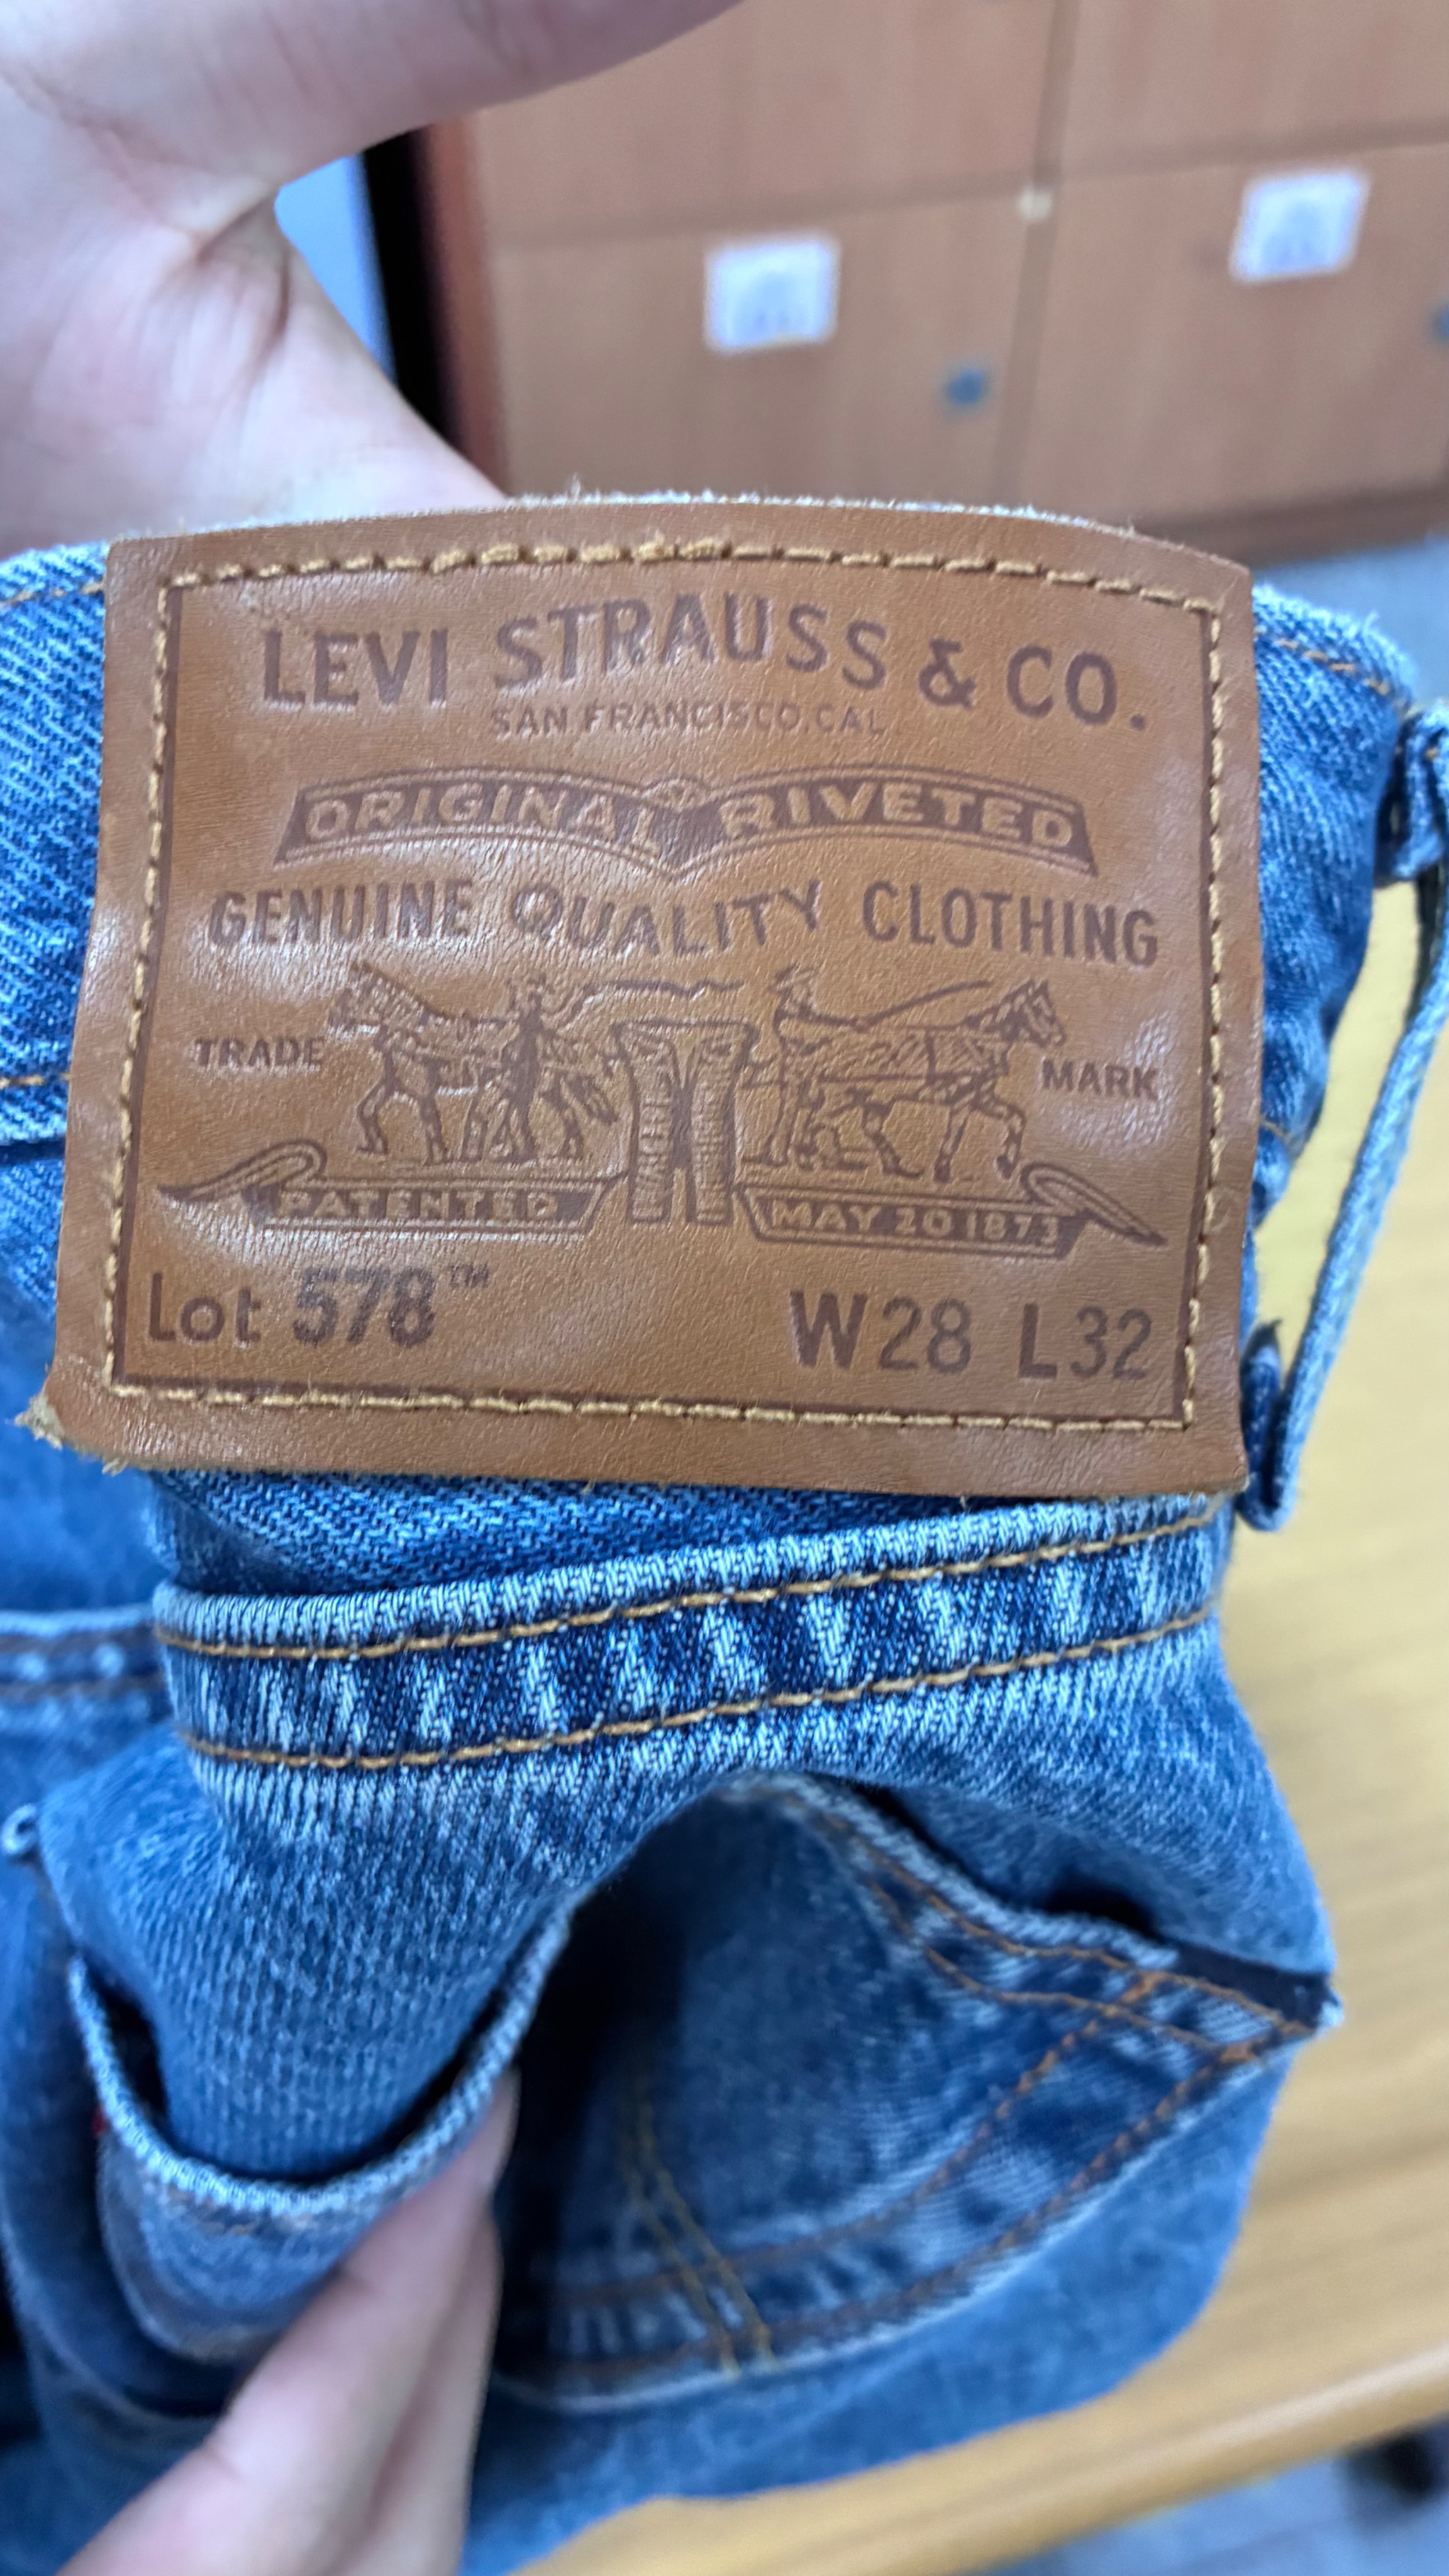 LEVI STRAUSS & CO.
SAN FRANCISCO, CAL
ORIGINAL RIVETED
GENUINE QUALITY CLOTHING
TRADE MARK
PATENTED MAY 20 1873
Lot 578™ W28 L32